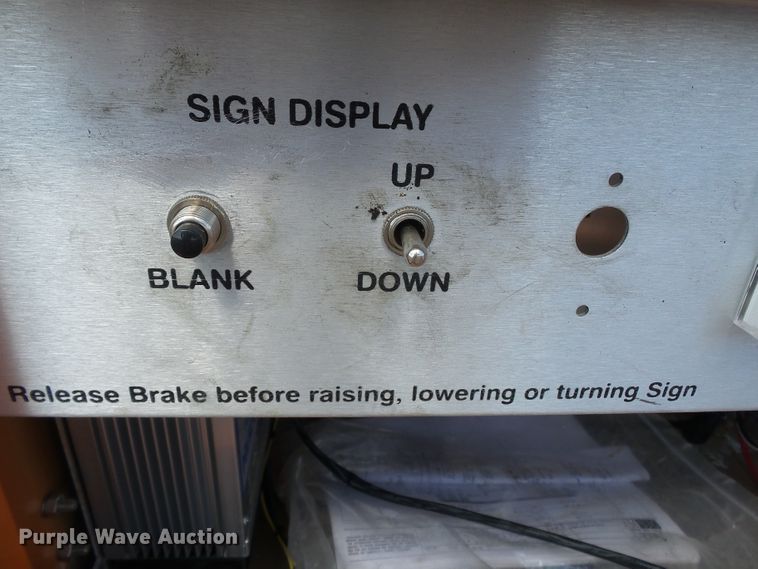 SIGN DISPLAY
UP
BLANK
DOWN
Release Brake before raising, lowering or turning Sign
Purple Wave Auction